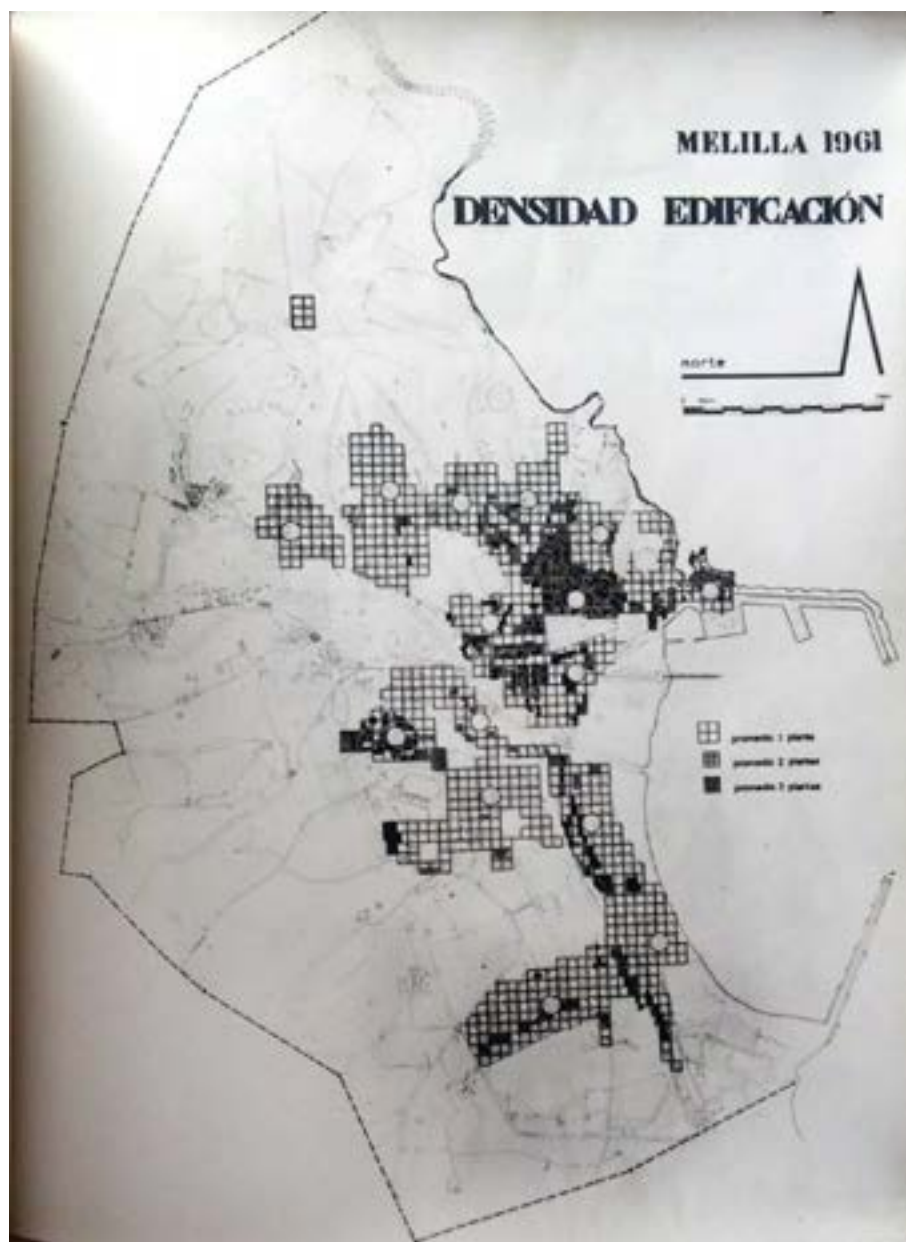 MELILLA 1961
DENSIDAD EDIFICACIÓN
norte
promedio 1 planta
promedio 2 plantas
promedio 3 plantas